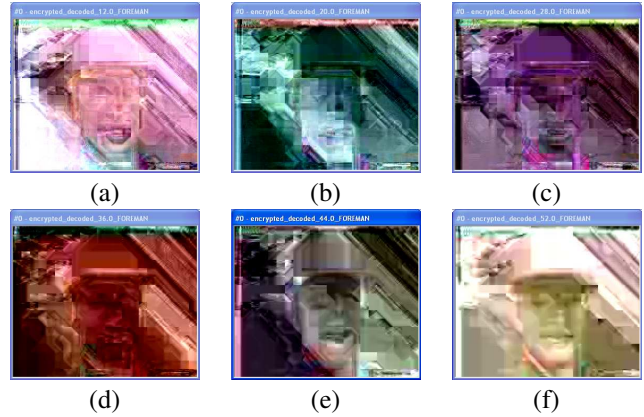 #0 - encrypted_decoded_12.0_FOREMAN
#0 - encrypted_decoded_20.0_FOREMAN
#0 - encrypted_decoded_28.0_FOREMAN
(a)
(b)
(c)
#0 - encrypted_decoded_36.0_FOREMAN
#0 - encrypted_decoded_44.0_FOREMAN
#0 - encrypted_decoded_52.0_FOREMAN
(d)
(e)
(f)